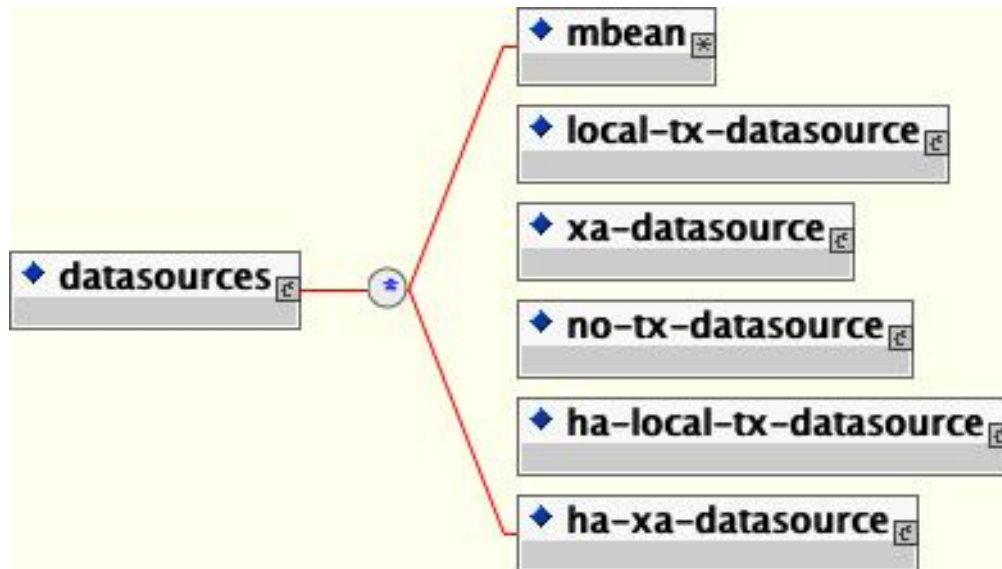 mbean
local-tx-datasource
xa-datasource
datasources
no-tx-datasource
ha-local-tx-datasource
ha-xa-datasource